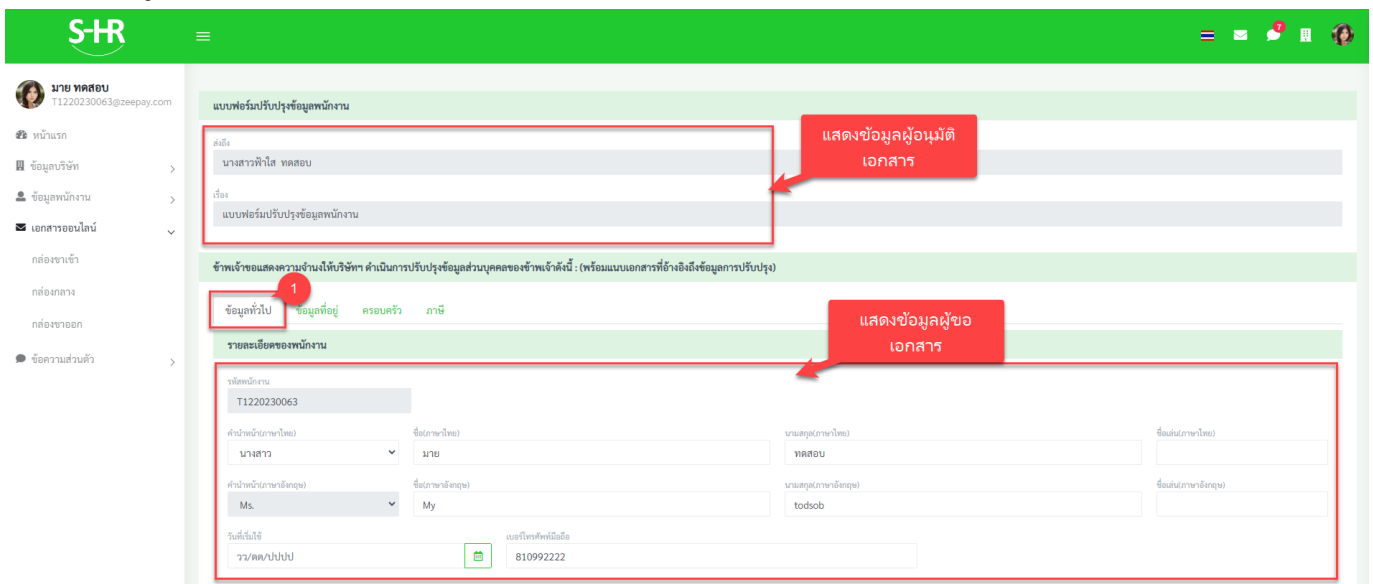 S-HR
7
มาย ทดสอบ
T1220230063@zeepay.com
หน้าแรก
ข้อมูลบริษัท
ข้อมูลพนักงาน
เอกสารออนไลน์
กล่องขาเข้า
กล่องกลาง
กล่องขาออก
ข้อความส่วนตัว
แบบฟอร์มปรับปรุงข้อมูลพนักงาน
แสดงข้อมูลผู้อนุมัติ
เอกสาร
ส่งถึง
นางสาวฟ้าใส ทดสอบ
เรื่อง
แบบฟอร์มปรับปรุงข้อมูลพนักงาน
ข้าพเจ้าขอแสดงความจำนงให้บริษัทฯ ดำเนินการปรับปรุงข้อมูลส่วนบุคคลของข้าพเจ้าดังนี้ : (พร้อมแนบเอกสารที่อ้างอิงถึงข้อมูลการปรับปรุง)
1
ข้อมูลทั่วไป ข้อมูลที่อยู่ ครอบครัว ภาษี
แสดงข้อมูลผู้ขอ
เอกสาร
รายละเอียดของพนักงาน
รหัสพนักงาน
T1220230063
คำนำหน้า(ภาษาไทย) ชื่อ(ภาษาไทย) นามสกุล(ภาษาไทย) ชื่อเล่น(ภาษาไทย)
นางสาว มาย ทดสอบ
คำนำหน้า(ภาษาอังกฤษ) ชื่อ(ภาษาอังกฤษ) นามสกุล(ภาษาอังกฤษ) ชื่อเล่น(ภาษาอังกฤษ)
Ms. My todsob
วันที่เริ่มใช้ เบอร์โทรศัพท์มือถือ
วว/ดด/ปปปป 810992222